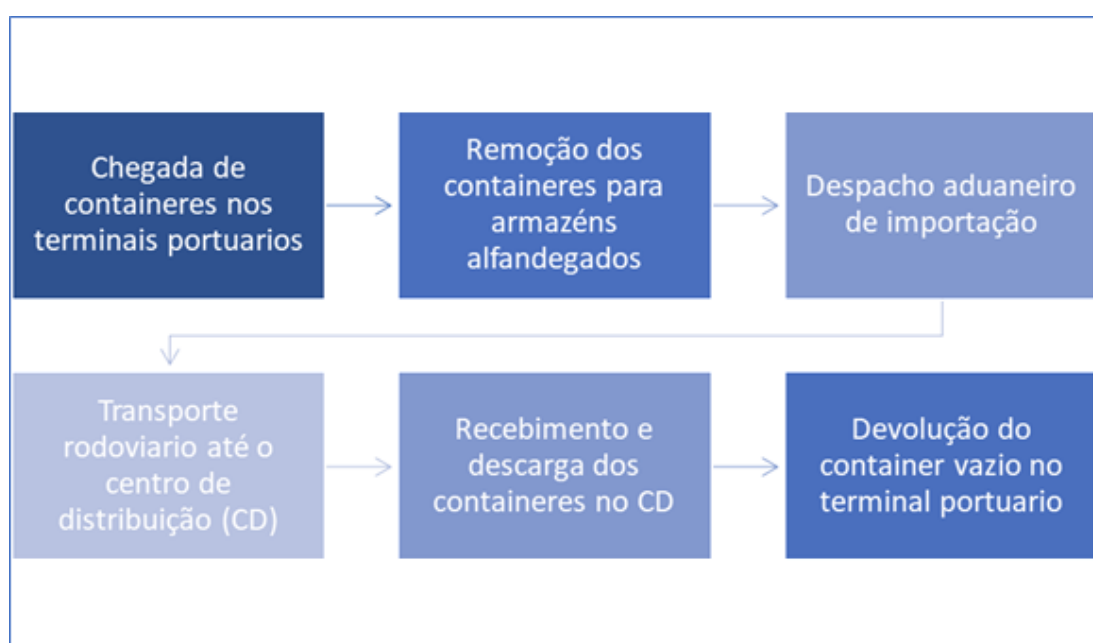 Chegada de
containeres nos
terminais portuarios
Remoção dos
containeres para
armazéns
alfandegados
Despacho aduaneiro
de importação
Transporte
rodoviario até o
centro de
distribuição (CD)
Recebimento e
descarga dos
containeres no CD
Devolução do
container vazio no
terminal portuario